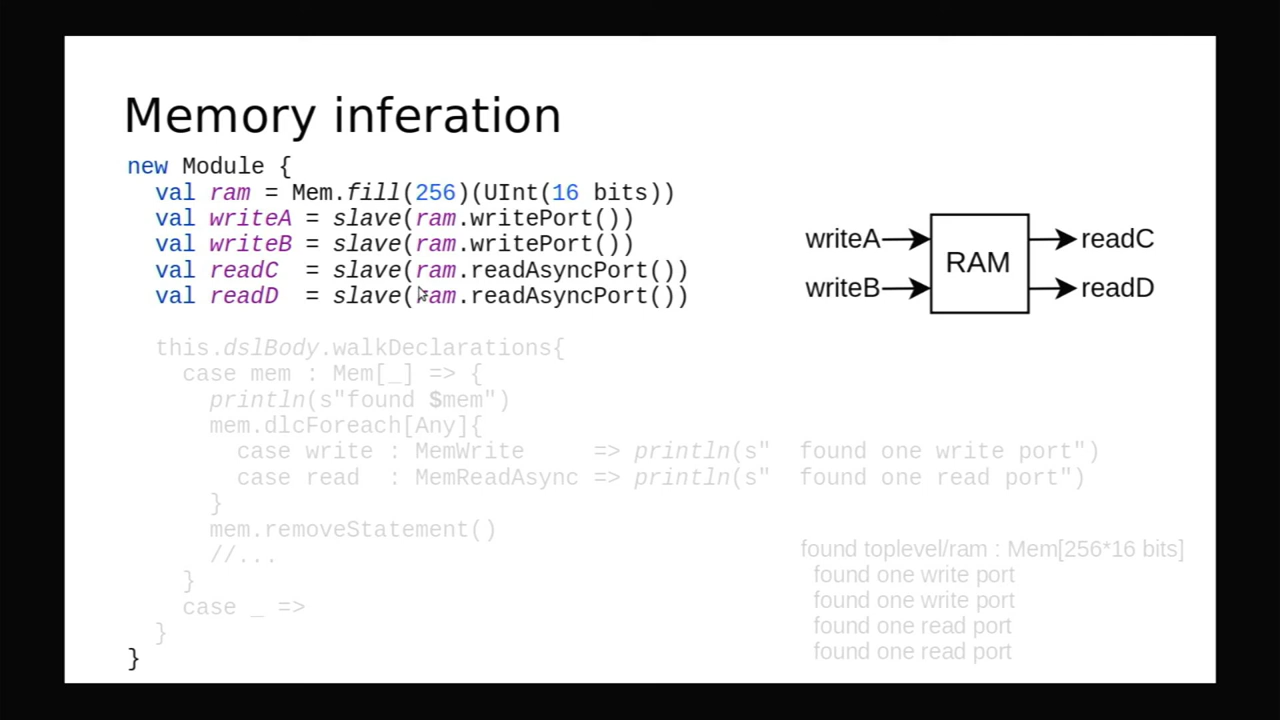 Memory inferation
new Module {
  val ram = Mem.fill(256)(UInt(16 bits))
  val writeA = slave(ram.writePort())
  val writeB = slave(ram.writePort())
  val readC  = slave(ram.readAsyncPort())
  val readD  = slave(ram.readAsyncPort())
  this.dslBody.walkDeclarations{
    case mem : Mem[_] => {
      println(s"found $mem")
      mem.dlcForeach[Any]{
        case write : MemWrite     => println(s"  found one write port")
        case read  : MemReadAsync => println(s"  found one read port")
      }
      mem.removeStatement()
      //...
    }
    case _ =>
  }
}
writeA
writeB
RAM
readC
readD
found toplevel/ram : Mem[256*16 bits]
  found one write port
  found one write port
  found one read port
  found one read port